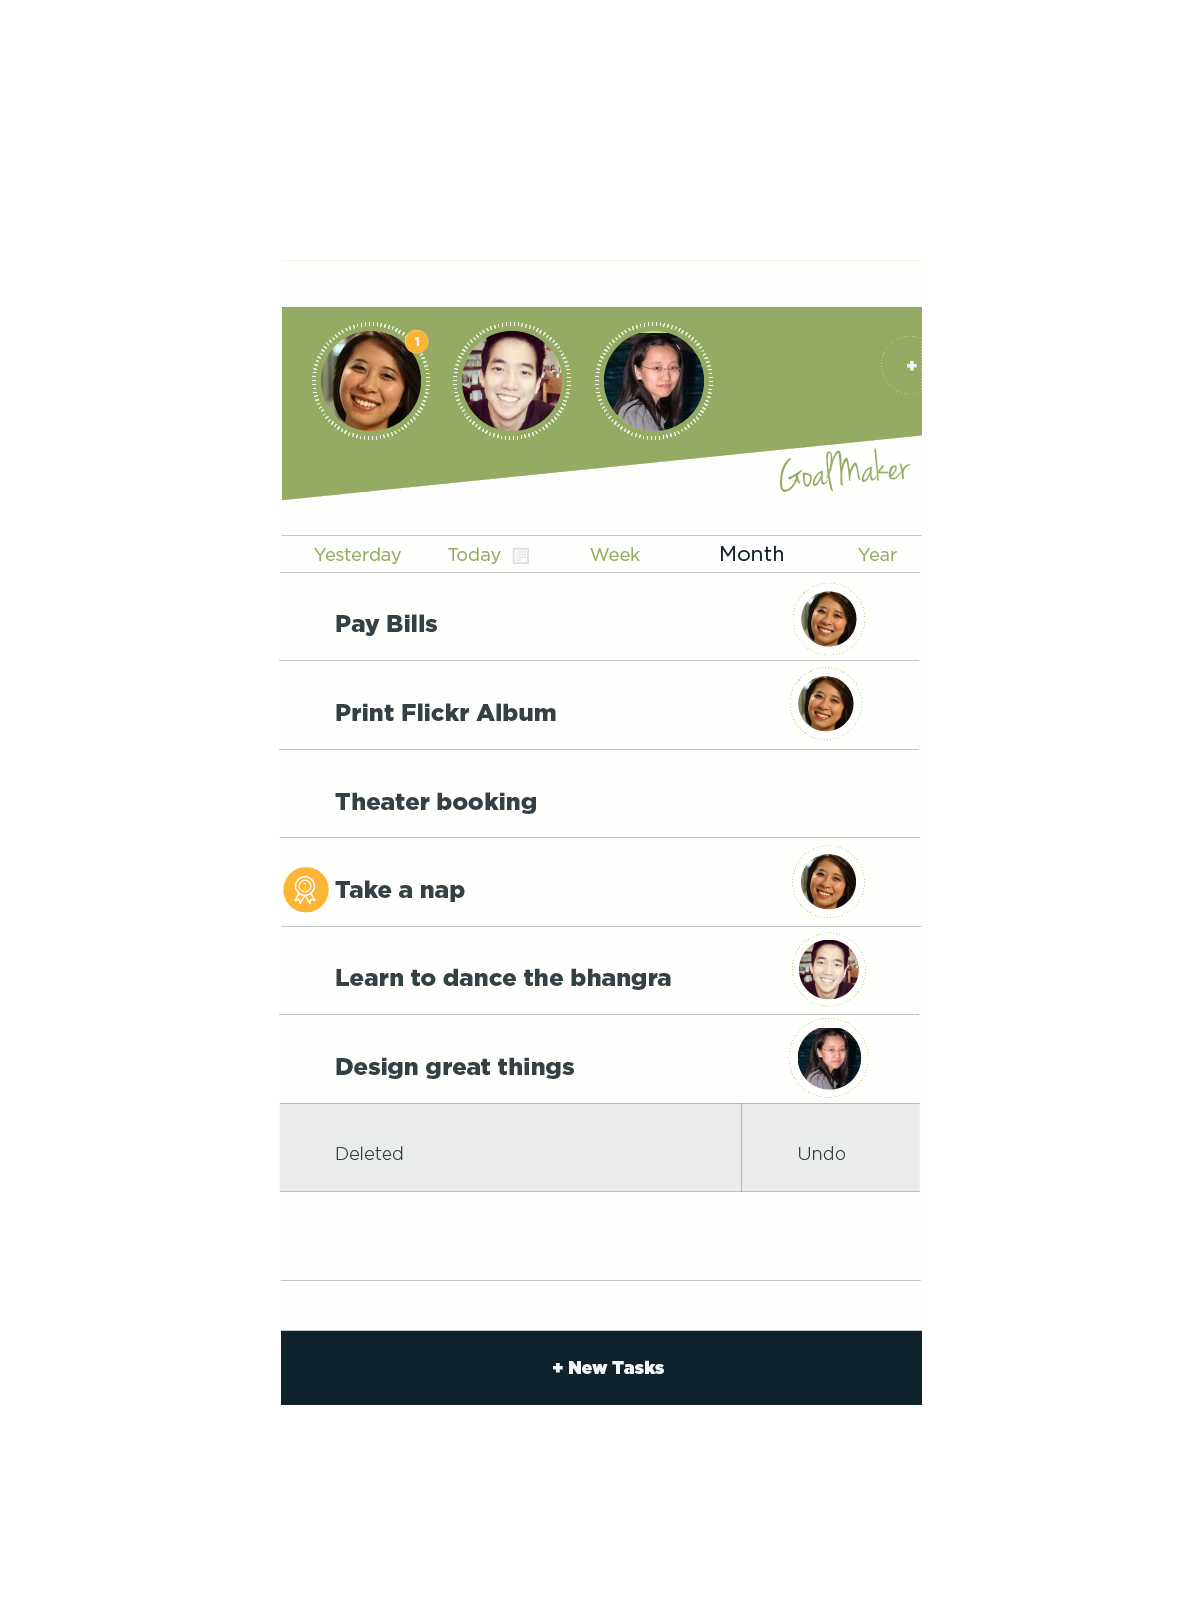 1
+
GoalMaker
Yesterday Today Week Month Year
Pay Bills
Print Flickr Album
Theater booking
1
Take a nap
Learn to dance the bhangra
Design great things
Deleted Undo
+ New Tasks